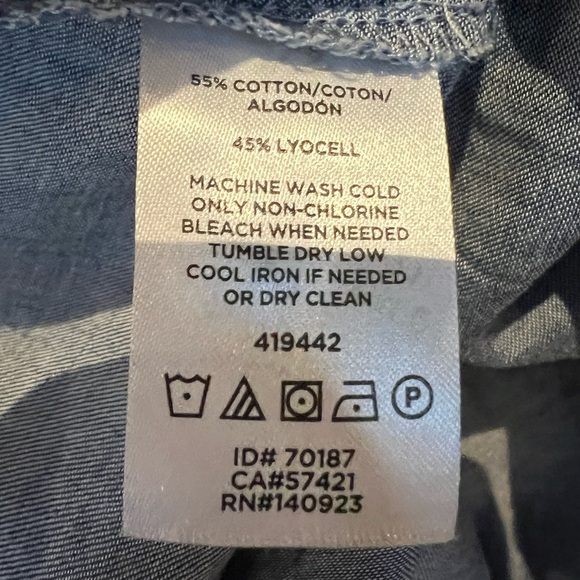 55% COTTON/COTON/
ALGODÓN
45% LYOCELL
MACHINE WASH COLD
ONLY NON-CHLORINE
BLEACH WHEN NEEDED
TUMBLE DRY LOW
COOL IRON IF NEEDED
OR DRY CLEAN
419442
P
ID# 70187
CA#57421
RN#140923